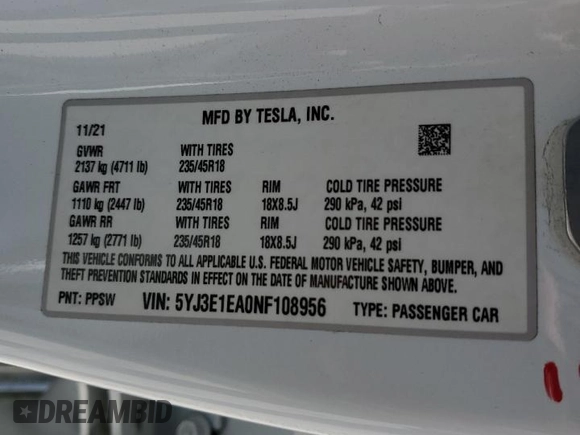 MFD BY TESLA, INC.
11/21
GVWR WITH TIRES
2137 kg (4711 lb) 235/45R18
GAWR FRT WITH TIRES RIM COLD TIRE PRESSURE
1110 kg (2447 lb) 235/45R18 18X8.5J 290 kPa, 42 psi
GAWR RR WITH TIRES RIM COLD TIRE PRESSURE
1257 kg (2771 lb) 235/45R18 18X8.5J 290 kPa, 42 psi
THIS VEHICLE CONFORMS TO ALL APPLICABLE U.S. FEDERAL MOTOR VEHICLE SAFETY, BUMPER, AND
THEFT PREVENTION STANDARDS IN EFFECT ON THE DATE OF MANUFACTURE SHOWN ABOVE.
PNT: PPSW VIN: 5YJ3E1EA0NF108956 TYPE: PASSENGER CAR
DREAMBID